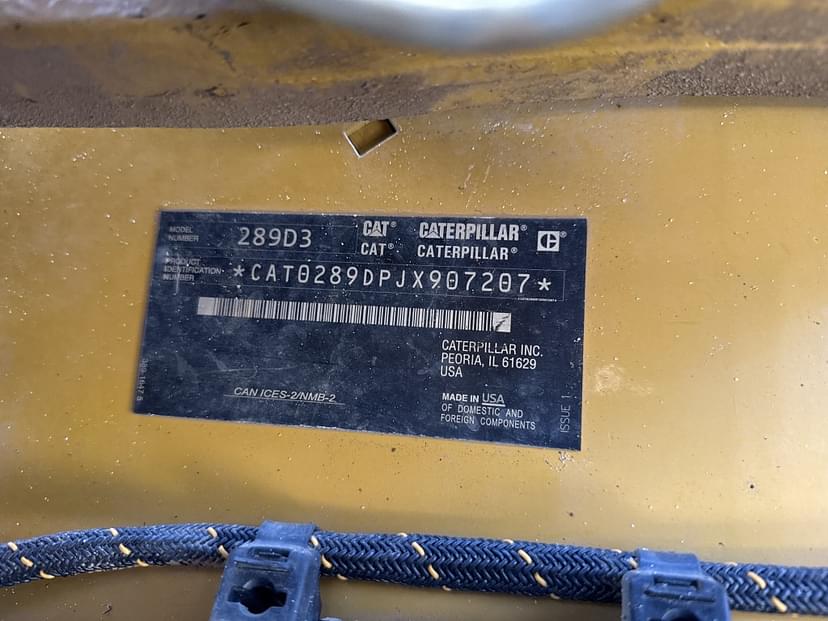 MODEL
NUMBER
289D3
CAT® CATERPILLAR®
CAT® CATERPILLAR®
PRODUCT
IDENTIFICATION
NUMBER
*CAT0289DPJX907207*
CATERPILLAR INC.
PEORIA, IL 61629
USA
CAN ICES-2/NMB-2
MADE IN USA
OF DOMESTIC AND
FOREIGN COMPONENTS
ISSUE 1